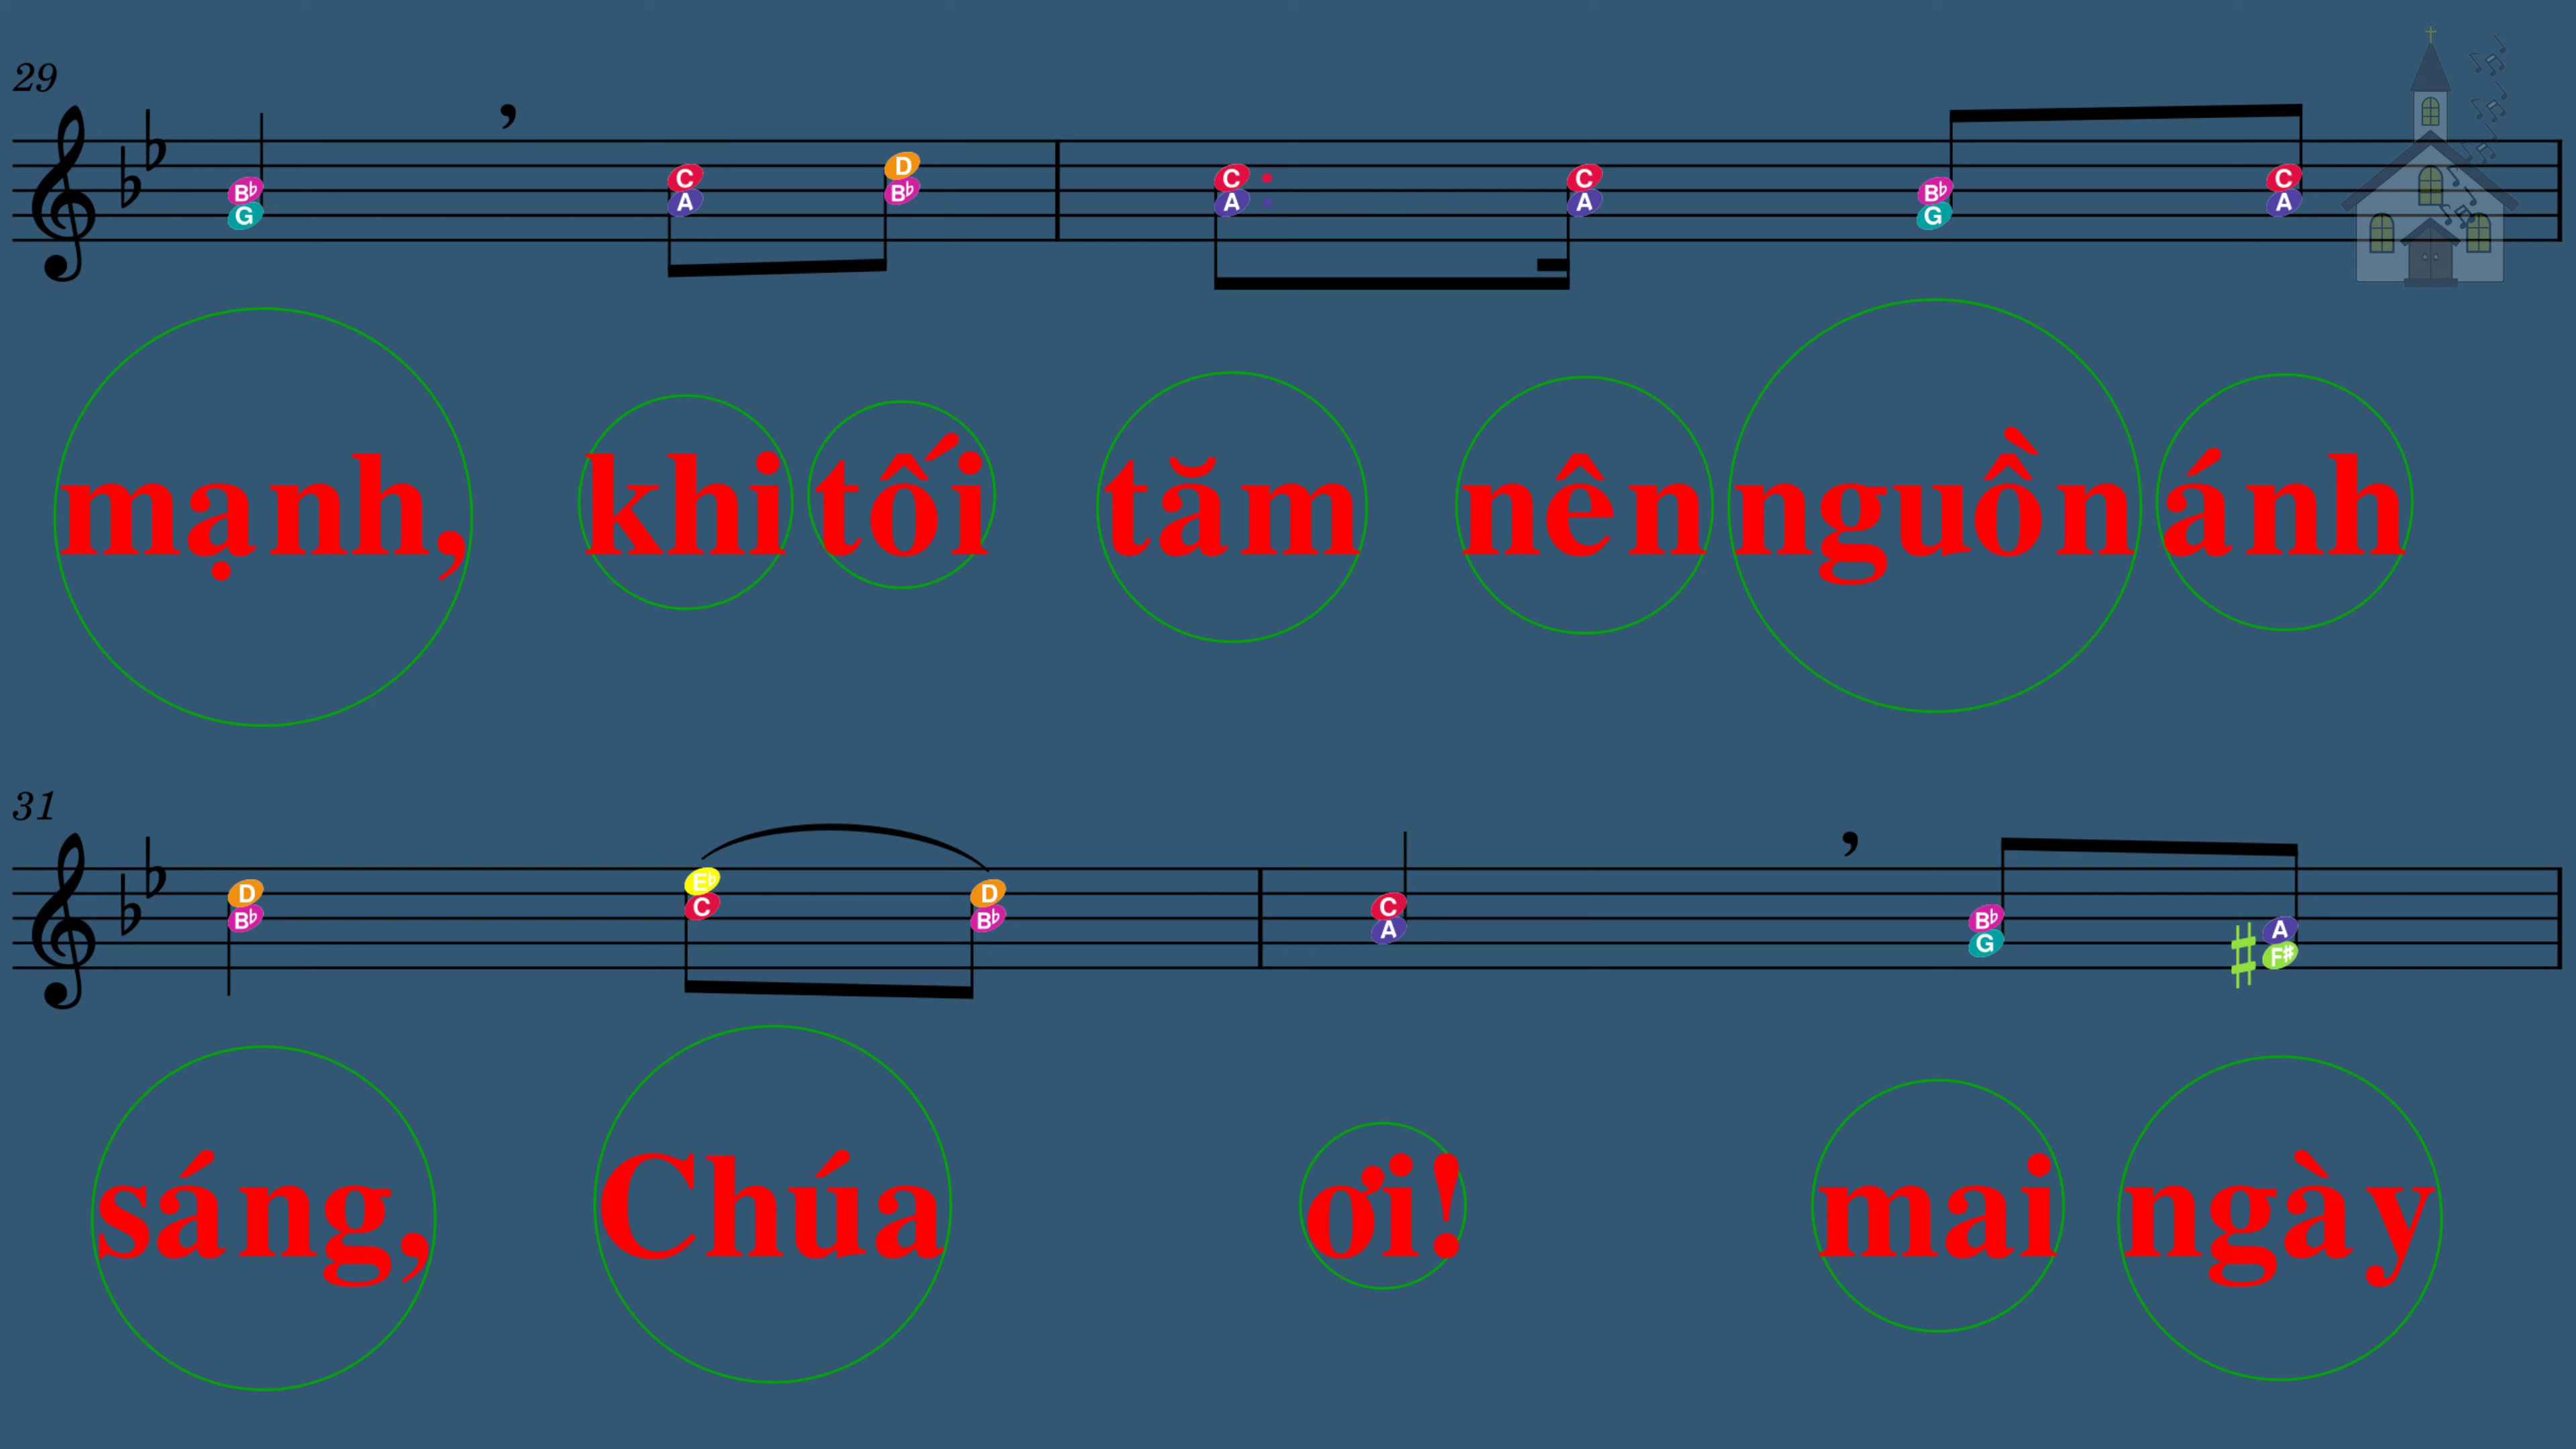 29
B♭ C D C C B♭ C
G A B♭ A A G A
mạnh, khi tối tăm nên nguồn ánh
31
D E♭ D C B♭ A
B♭ C B♭ A G F#
sáng, Chúa ơi! mai ngày